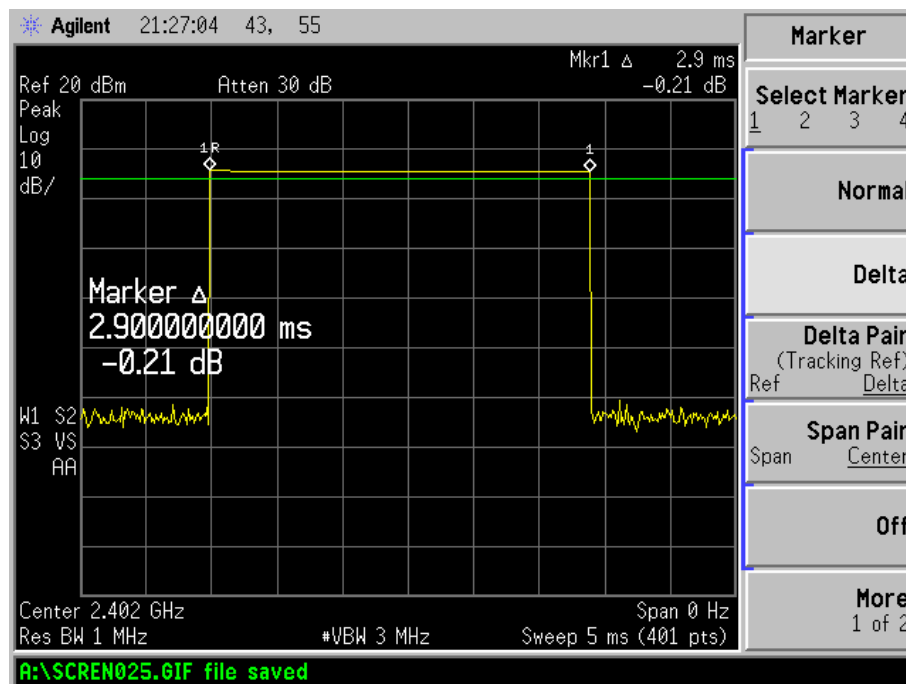 Agilent 21:27:04 43, 55
Mkr1 Δ 2.9 ms
Ref 20 dBm Atten 30 dB −0.21 dB
Peak
Log
10
dB/
1R
1
Marker Δ
2.900000000 ms
−0.21 dB
W1 S2
S3 VS
AA
Center 2.402 GHz Span 0 Hz
Res BW 1 MHz #VBW 3 MHz Sweep 5 ms (401 pts)
A:\SCREN025.GIF file saved
Marker
Select Marker
1 2 3 4
Normal
Delta
Delta Pair
(Tracking Ref)
Ref Delta
Span Pair
Span Center
Off
More
1 of 2